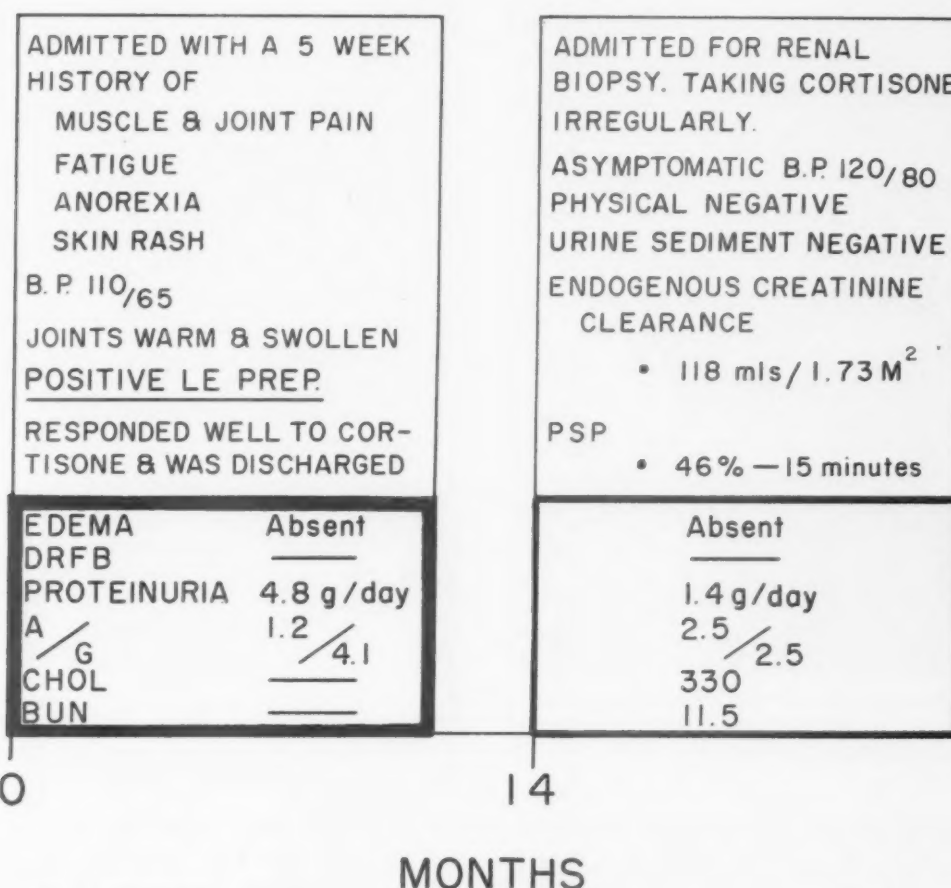 ADMITTED WITH A 5 WEEK
HISTORY OF
MUSCLE & JOINT PAIN
FATIGUE
ANOREXIA
SKIN RASH
B.P. 110/65
JOINTS WARM & SWOLLEN
POSITIVE LE PREP.
RESPONDED WELL TO COR-
TISONE & WAS DISCHARGED
EDEMA Absent
DRFB ——
PROTEINURIA 4.8 g/day
A/G 1.2/4.1
CHOL ——
BUN ——
0
ADMITTED FOR RENAL
BIOPSY. TAKING CORTISONE
IRREGULARLY.
ASYMPTOMATIC B.P. 120/80
PHYSICAL NEGATIVE
URINE SEDIMENT NEGATIVE
ENDOGENOUS CREATININE
CLEARANCE
• 118 mls/1.73 M²
PSP
• 46% — 15 minutes
Absent
——
1.4 g/day
2.5/2.5
330
11.5
14
MONTHS